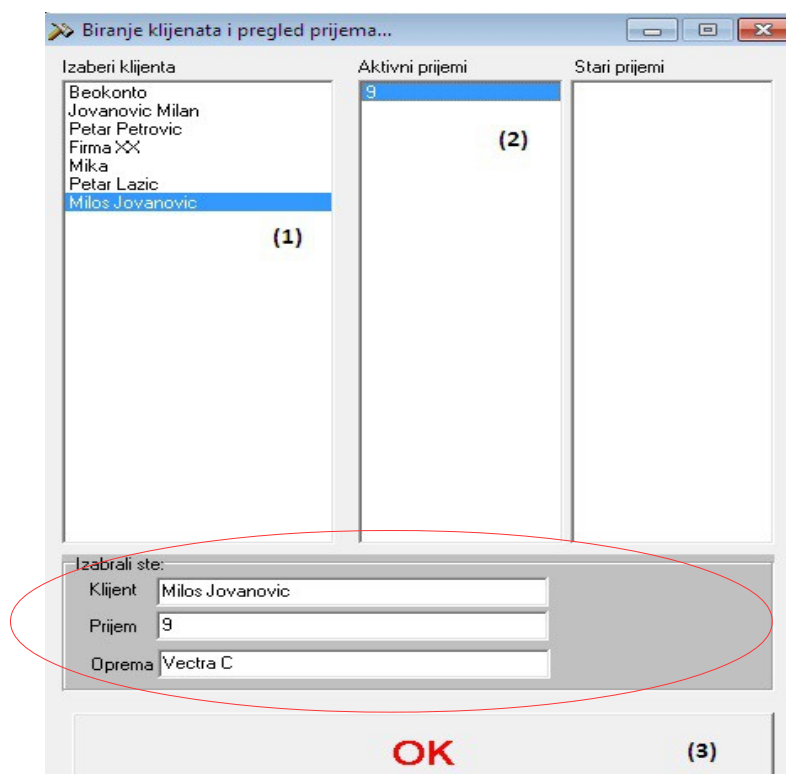 Biranje klijenata i pregled prijema...
Izaberi klijenta
Aktivni prijemi
Stari prijemi
Beokonto
Jovanovic Milan
Petar Petrovic
Firma XX
Mika
Petar Lazic
Milos Jovanovic
(1)
9
(2)
Izabrali ste:
Klijent Milos Jovanovic
Prijem 9
Oprema Vectra C
OK (3)